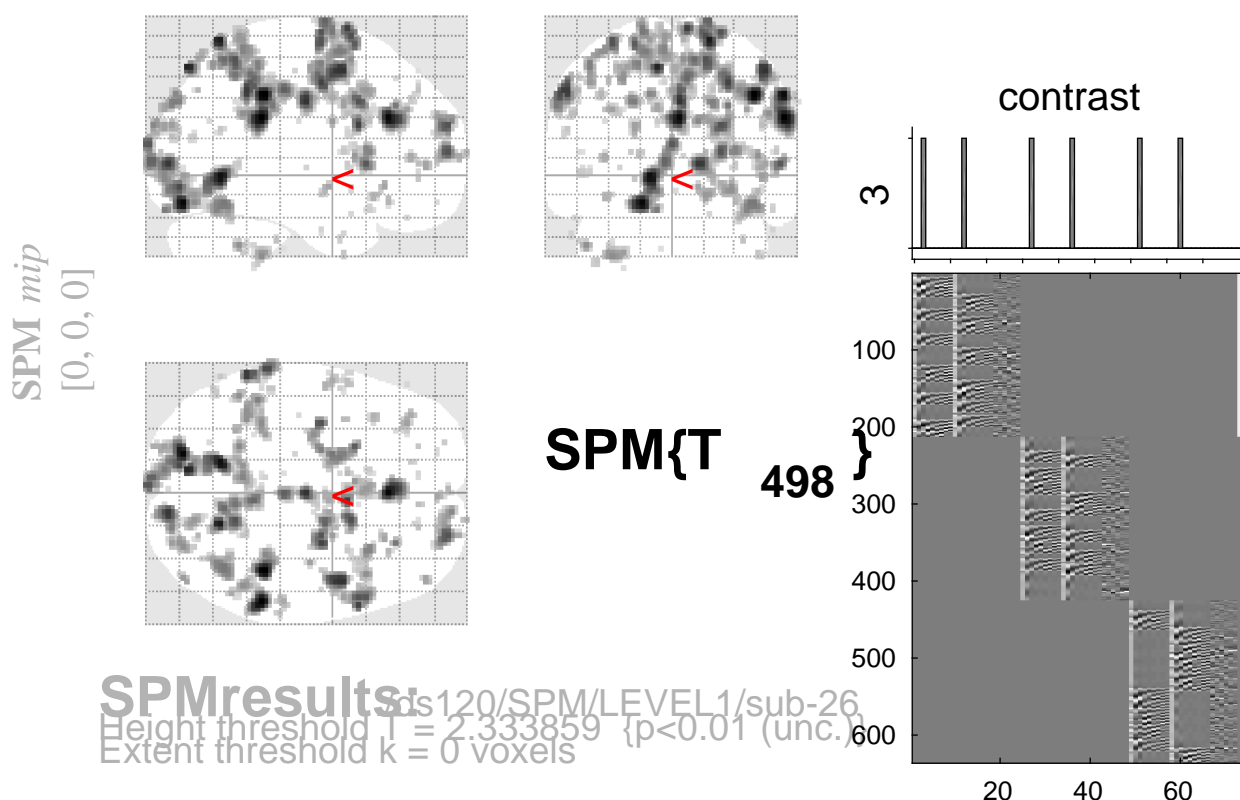 SPM mip
[0, 0, 0]
<
<
<
SPM{T498}
contrast
3
100
200
300
400
500
600
20 40 60
SPMresults: /ds120/SPM/LEVEL1/sub-26
Height threshold T = 2.333859 {p<0.01 (unc.)}
Extent threshold k = 0 voxels